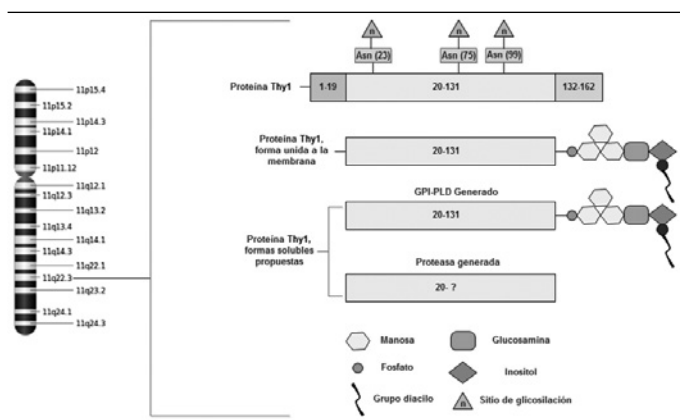 11p15.4
11p15.2
11p14.3
11p14.1
11p12
11p11.12
11q12.1
11q12.3
11q13.2
11q13.4
11q14.1
11q14.3
11q22.1
11q22.3
11q23.2
11q24.1
11q24.3
n
n
n
Asn (23)
Asn (75)
Asn (99)
Proteína Thy1
1-19
20-131
132-162
Proteína Thy1,
forma unida a la
membrana
20-131
GPI-PLD Generado
20-131
Proteína Thy1,
formas solubles
propuestas
Proteasa generada
20- ?
Manosa
Glucosamina
Fosfato
Inositol
Grupo diacilo
n
Sitio de glicosilación